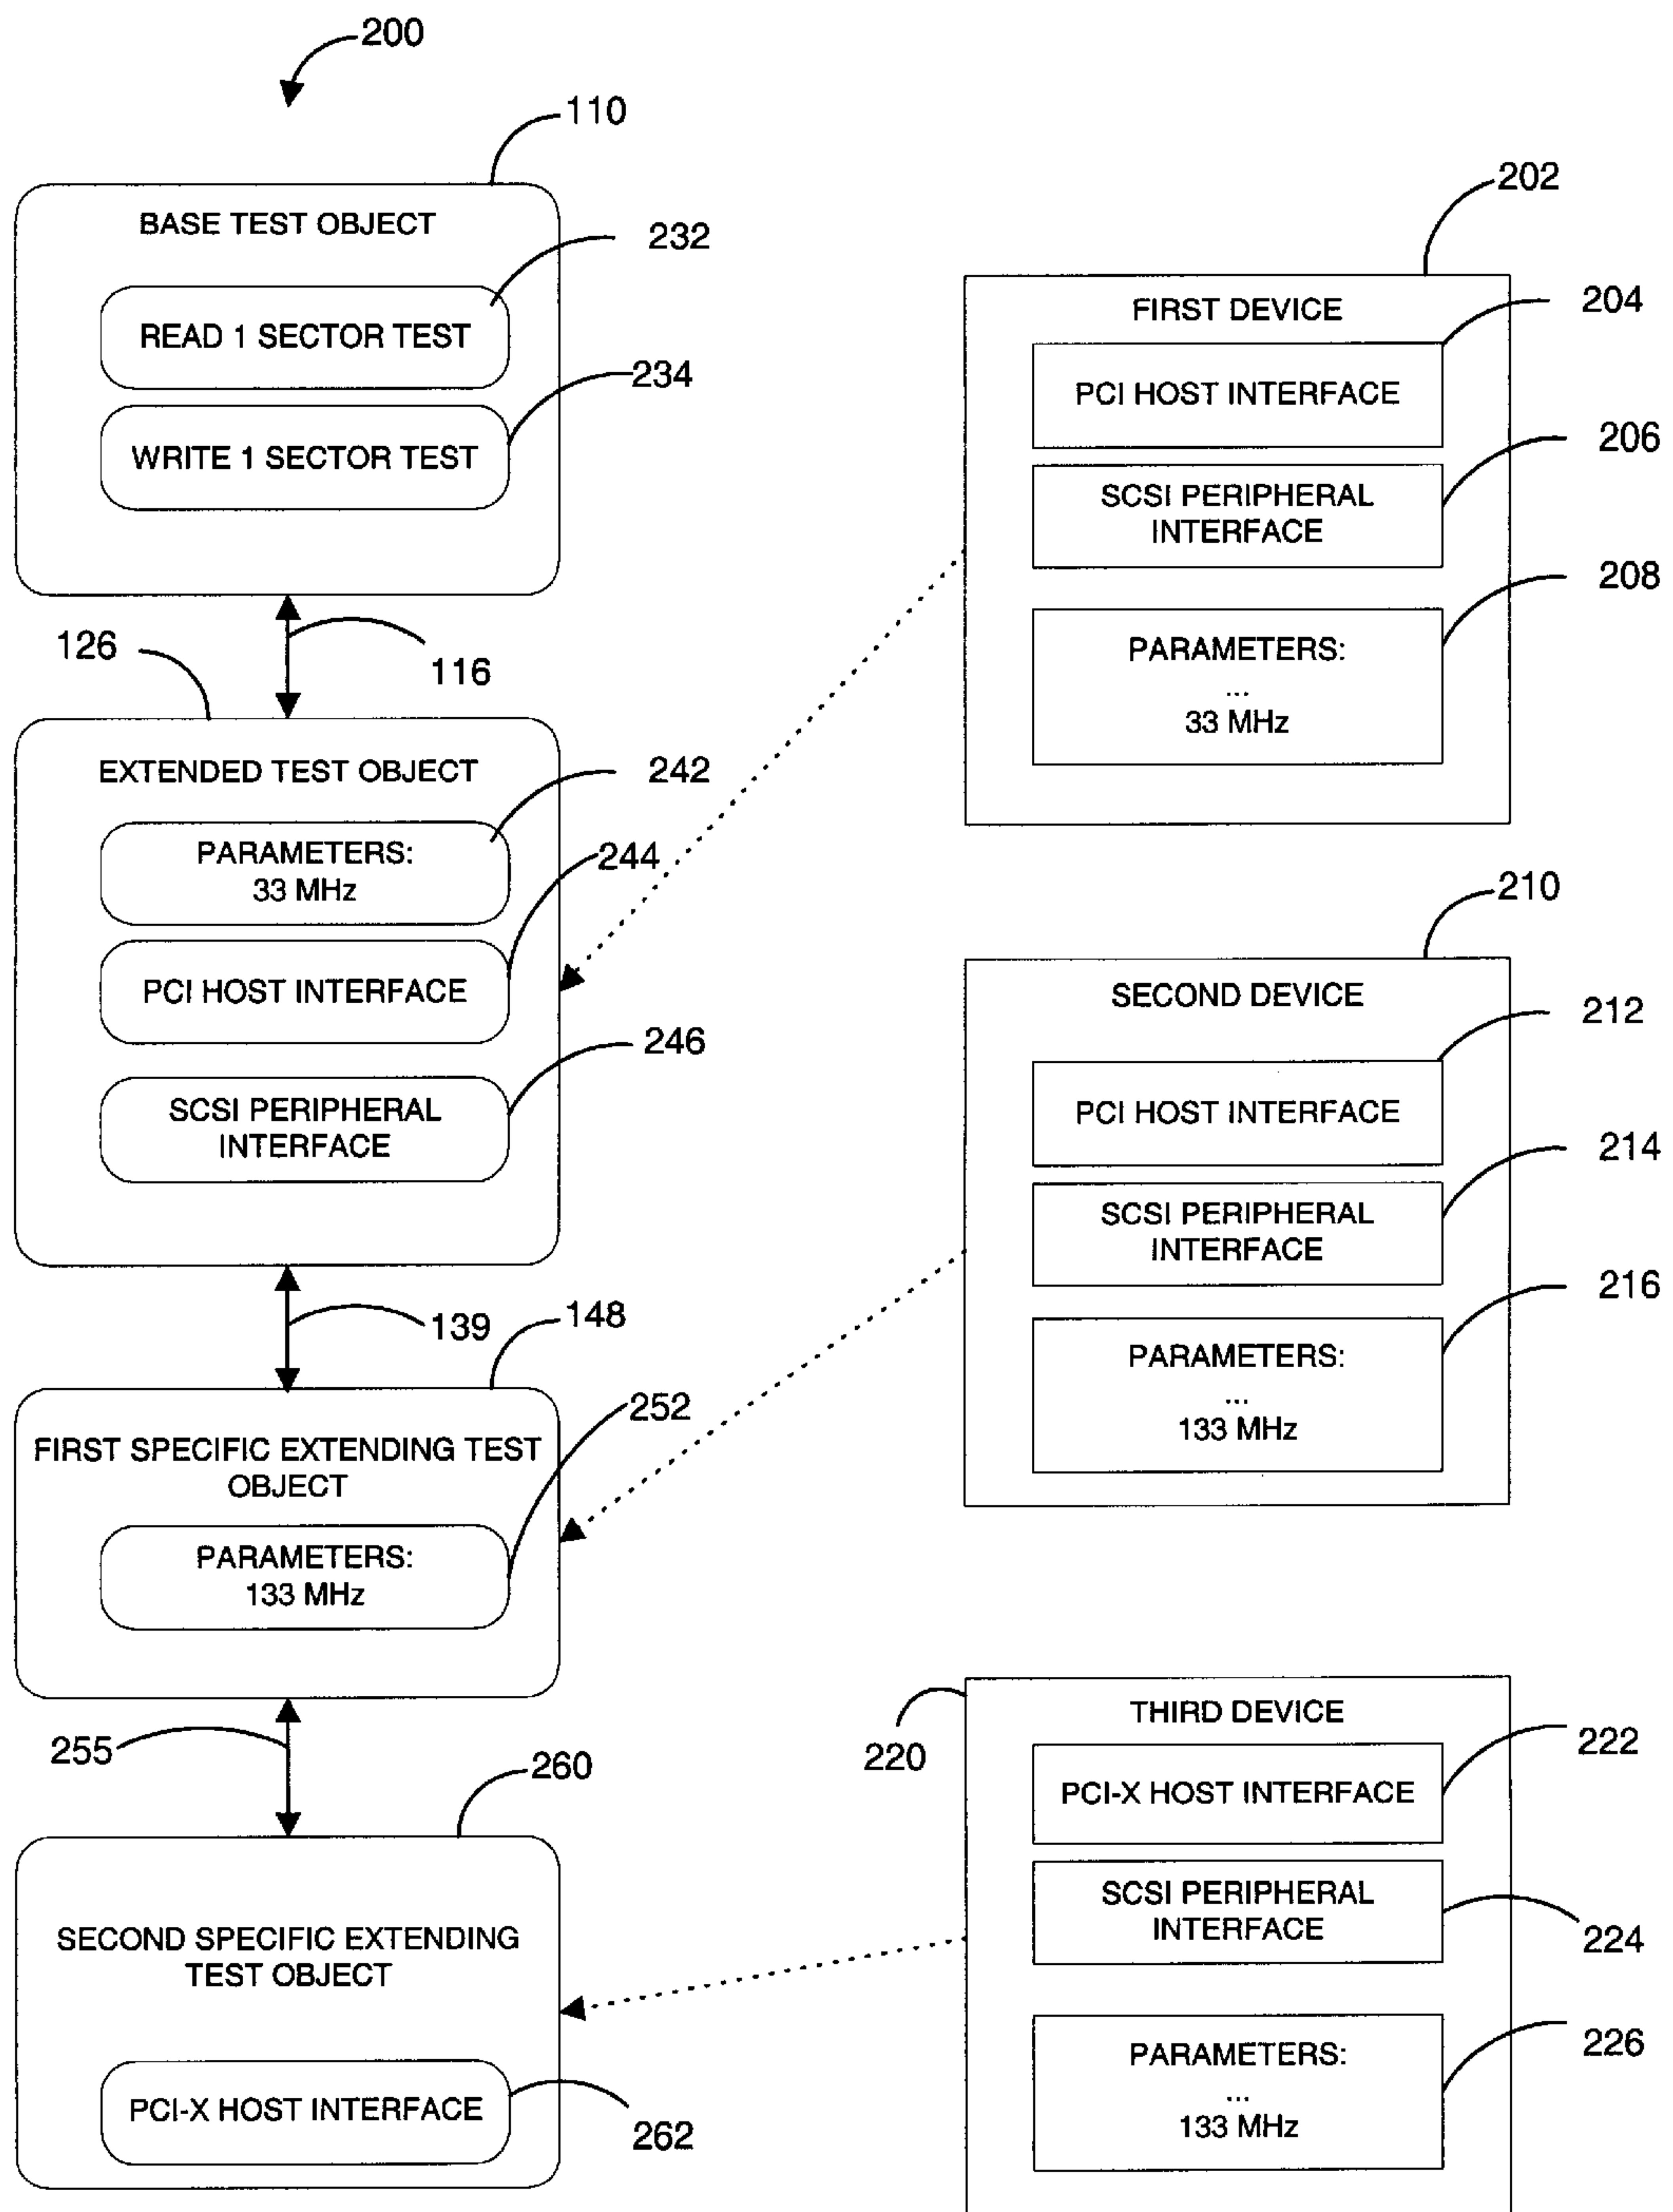 200
110
BASE TEST OBJECT
232
READ 1 SECTOR TEST
234
WRITE 1 SECTOR TEST
116
126
EXTENDED TEST OBJECT
242
PARAMETERS:
33 MHz
244
PCI HOST INTERFACE
246
SCSI PERIPHERAL
INTERFACE
139
148
FIRST SPECIFIC EXTENDING TEST
OBJECT
252
PARAMETERS:
133 MHz
255
260
SECOND SPECIFIC EXTENDING
TEST OBJECT
PCI-X HOST INTERFACE
262
202
FIRST DEVICE
204
PCI HOST INTERFACE
206
SCSI PERIPHERAL
INTERFACE
208
PARAMETERS:
...
33 MHz
210
SECOND DEVICE
212
PCI HOST INTERFACE
214
SCSI PERIPHERAL
INTERFACE
216
PARAMETERS:
...
133 MHz
220
THIRD DEVICE
222
PCI-X HOST INTERFACE
SCSI PERIPHERAL
INTERFACE
224
226
PARAMETERS:
...
133 MHz